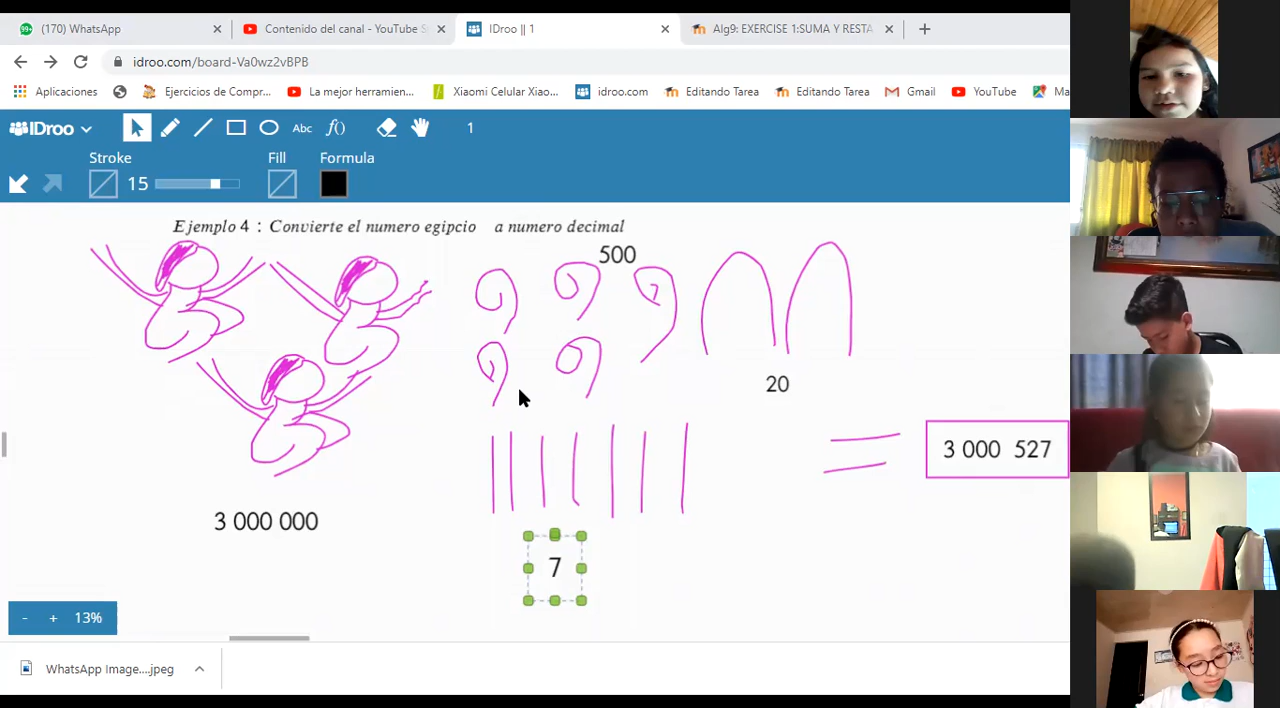 (170) WhatsApp
Contenido del canal - YouTube S
IDroo || 1
Alg9: EXERCISE 1:SUMA Y RESTA
idroo.com/board-Va0wz2vBPB
Aplicaciones
Ejercicios de Compr...
La mejor herramien...
Xiaomi Celular Xiao...
idroo.com
Editando Tarea
Editando Tarea
Gmail
YouTube
Ma
IDroo
Abc
f()
1
Stroke
Fill
Formula
15
Ejemplo 4 : Convierte el numero egipcio a numero decimal
500
20
=
3 000 527
3 000 000
7
- + 13%
WhatsApp Image....jpeg